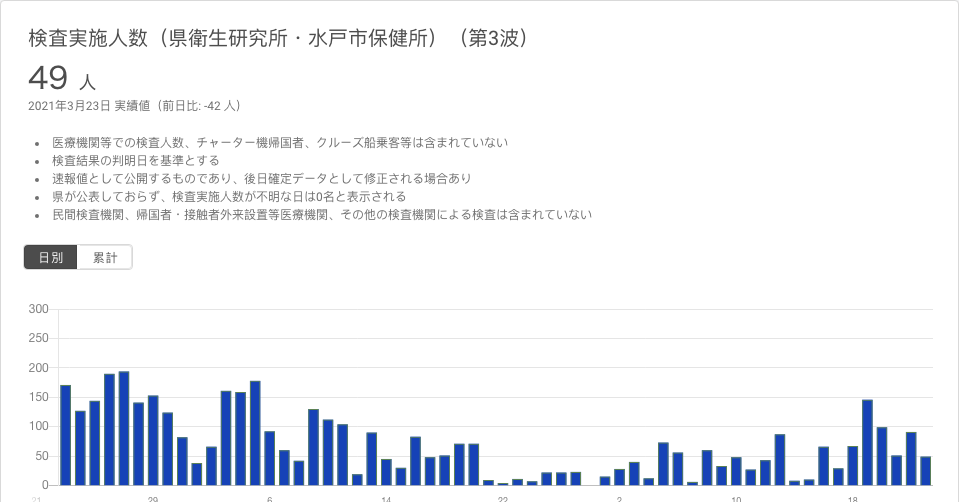 検査実施人数（県衛生研究所・水戸市保健所）（第3波）
49 人
2021年3月23日 実績値（前日比: -42 人）
• 医療機関等での検査人数、チャーター機帰国者、クルーズ船乗客等は含まれていない
• 検査結果の判明日を基準とする
• 速報値として公開するものであり、後日確定データとして修正される場合あり
• 県が公表しておらず、検査実施人数が不明な日は0名と表示される
• 民間検査機関、帰国者・接触者外来設置等医療機関、その他の検査機関による検査は含まれていない
日別 累計
300
250
200
150
100
50
0
21 29 6 14 22 2 10 18